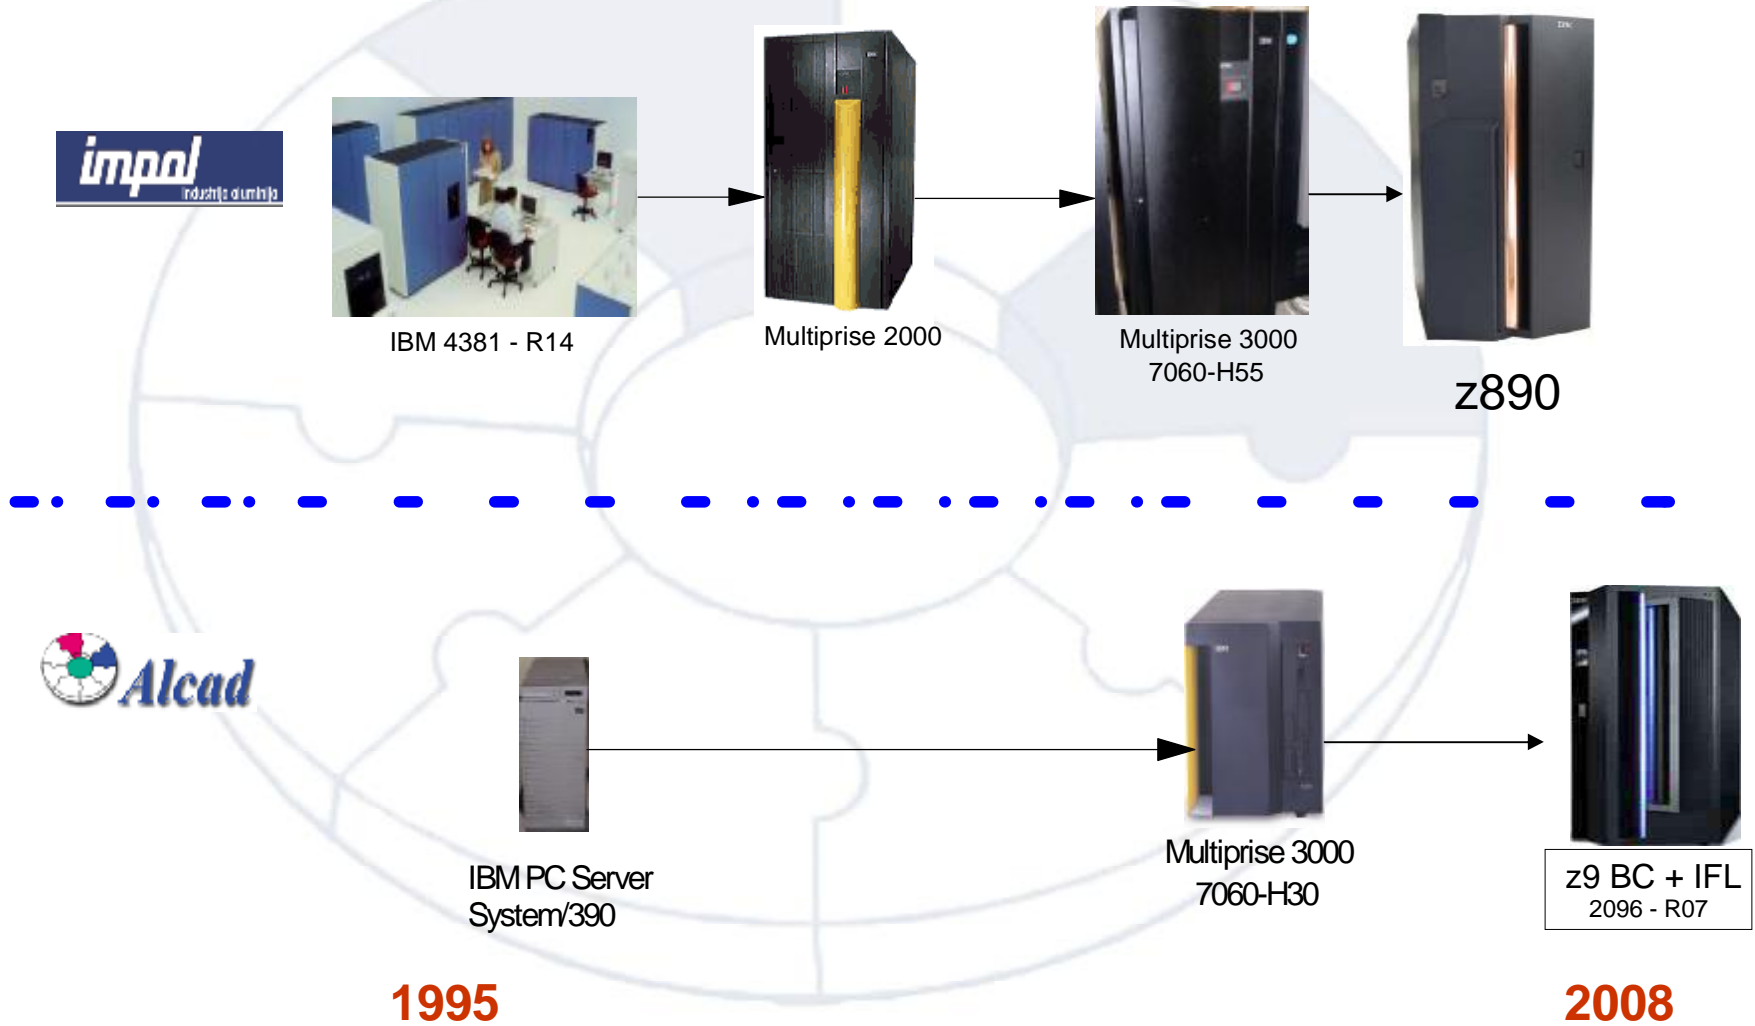 impol
industrija aluminija
IBM 4381 - R14
Multiprise 2000
Multiprise 3000
7060-H55
z890
Alcad
IBM PC Server
System/390
Multiprise 3000
7060-H30
z9 BC + IFL
2096 - R07
1995
2008